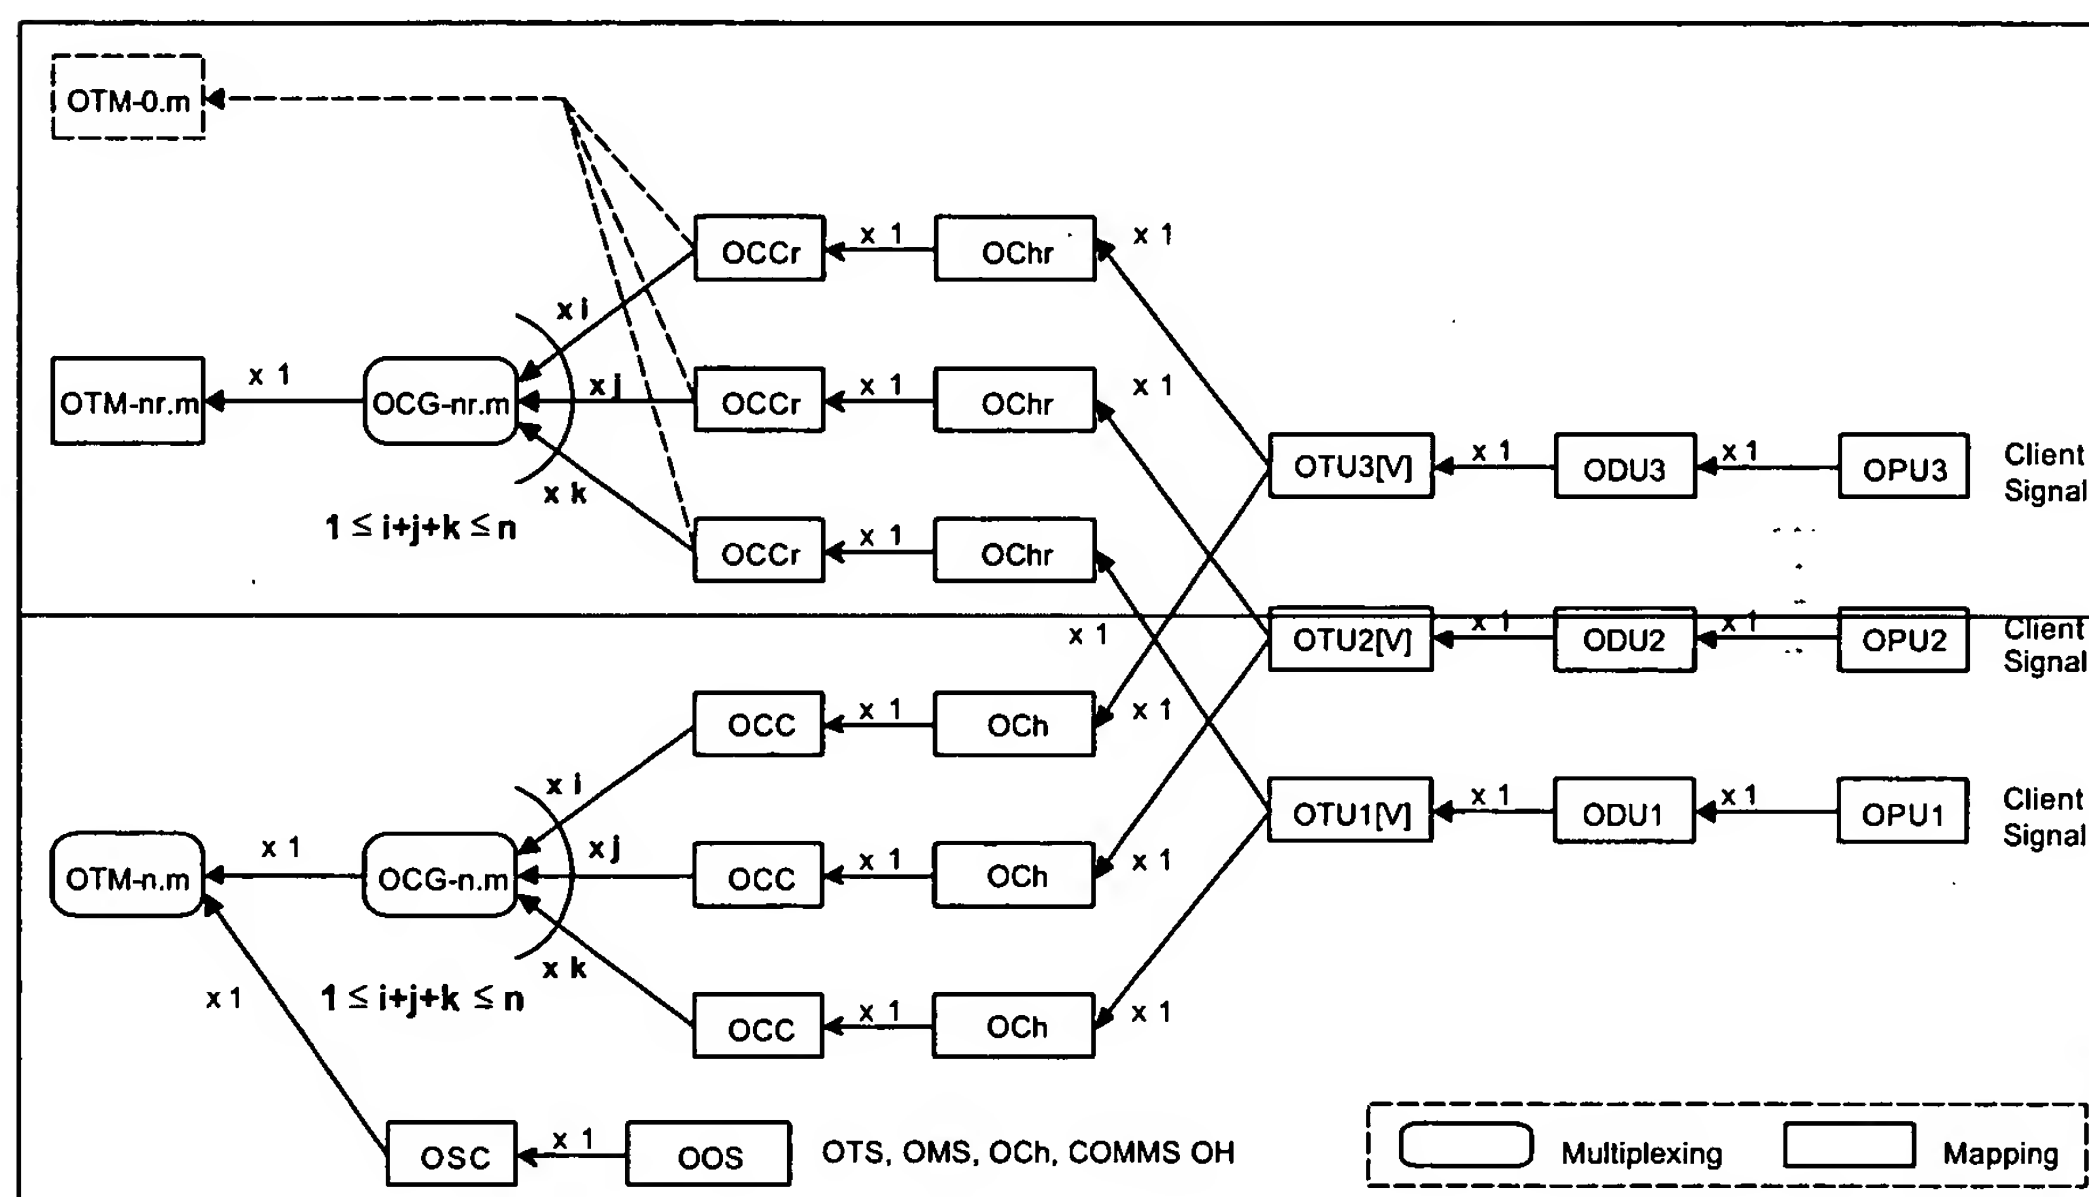 OTM-0.m
OCCr x 1 OChr x 1
x i
OTM-nr.m x 1 OCG-nr.m x j OCCr x 1 OChr x 1
x k
1 ≤ i+j+k ≤ n
OCCr x 1 OChr
OTU3[V] x 1 ODU3 x 1 OPU3 Client
Signal
x 1
OTU2[V] x 1 ODU2 x 1 OPU2 Client
Signal
OCC x 1 OCh x 1
x i
OTU1[V] x 1 ODU1 x 1 OPU1 Client
Signal
OTM-n.m x 1 OCG-n.m x j OCC x 1 OCh x 1
x k
x 1 1 ≤ i+j+k ≤ n
OCC x 1 OCh x 1
OSC x 1 OOS OTS, OMS, OCh, COMMS OH
Multiplexing Mapping